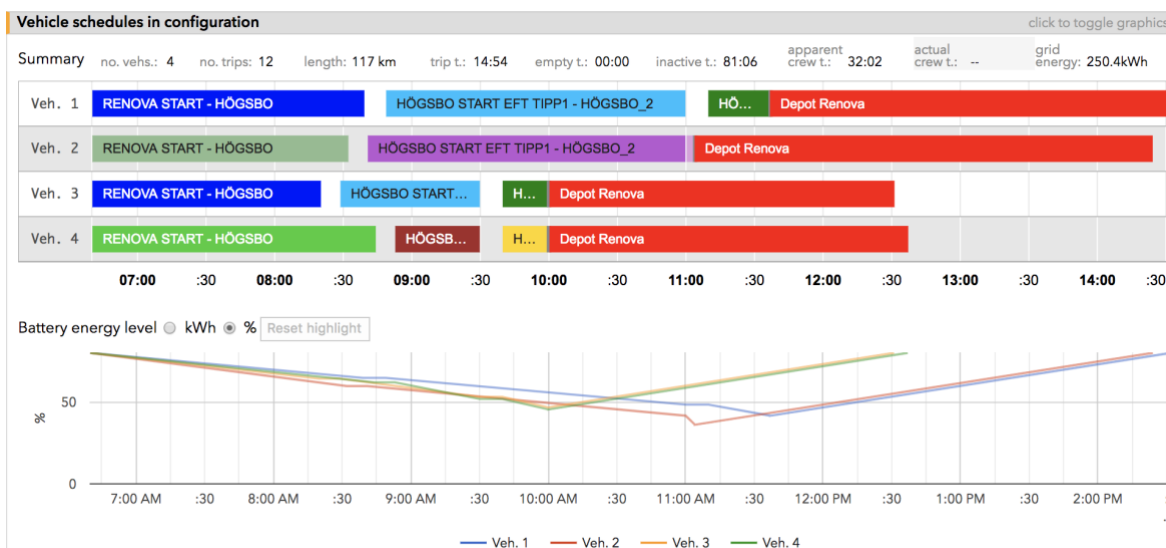 Vehicle schedules in configuration click to toggle graphics
Summary no. vehs.: 4 no. trips: 12 length: 117 km trip t.: 14:54 empty t.: 00:00 inactive t.: 81:06 apparent crew t.: 32:02 actual crew t.: -- grid energy: 250.4kWh
Veh. 1 RENOVA START - HÖGSBO HÖGSBO START EFT TIPP1 - HÖGSBO_2 HÖ... Depot Renova
Veh. 2 RENOVA START - HÖGSBO HÖGSBO START EFT TIPP1 - HÖGSBO_2 Depot Renova
Veh. 3 RENOVA START - HÖGSBO HÖGSBO START... H... Depot Renova
Veh. 4 RENOVA START - HÖGSBO HÖGSB... H... Depot Renova
07:00 :30 08:00 :30 09:00 :30 10:00 :30 11:00 :30 12:00 :30 13:00 :30 14:00 :30
Battery energy level kWh % Reset highlight
50
%
0
7:00 AM :30 8:00 AM :30 9:00 AM :30 10:00 AM :30 11:00 AM :30 12:00 PM :30 1:00 PM :30 2:00 PM
Veh. 1 Veh. 2 Veh. 3 Veh. 4